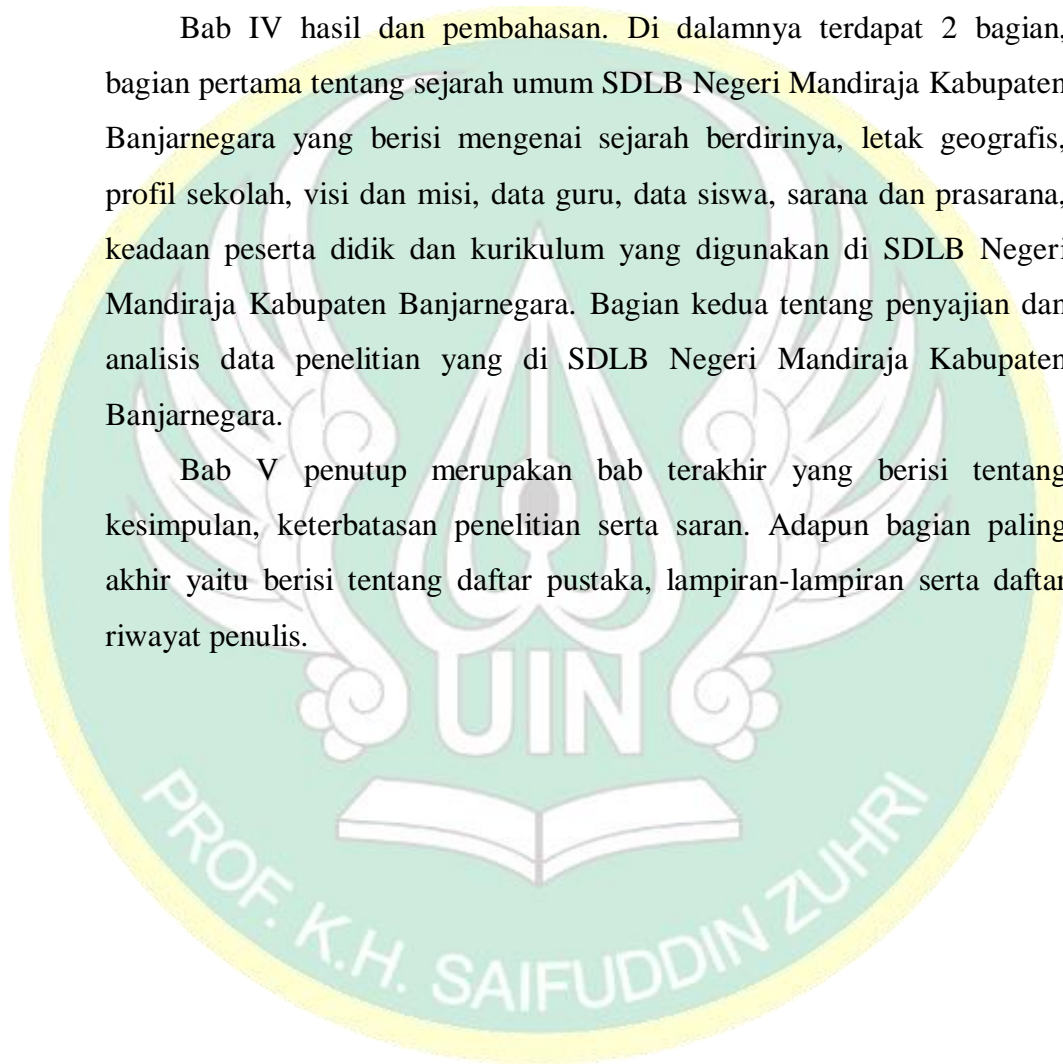 Bab IV hasil dan pembahasan. Di dalamnya terdapat 2 bagian,
bagian pertama tentang sejarah umum SDLB Negeri Mandiraja Kabupaten
Banjarnegara yang berisi mengenai sejarah berdirinya, letak geografis,
profil sekolah, visi dan misi, data guru, data siswa, sarana dan prasarana,
keadaan peserta didik dan kurikulum yang digunakan di SDLB Negeri
Mandiraja Kabupaten Banjarnegara. Bagian kedua tentang penyajian dan
analisis data penelitian yang di SDLB Negeri Mandiraja Kabupaten
Banjarnegara.
Bab V penutup merupakan bab terakhir yang berisi tentang
kesimpulan, keterbatasan penelitian serta saran. Adapun bagian paling
akhir yaitu berisi tentang daftar pustaka, lampiran-lampiran serta daftar
riwayat penulis.
UIN
PROF. K.H. SAIFUDDIN ZUHRI